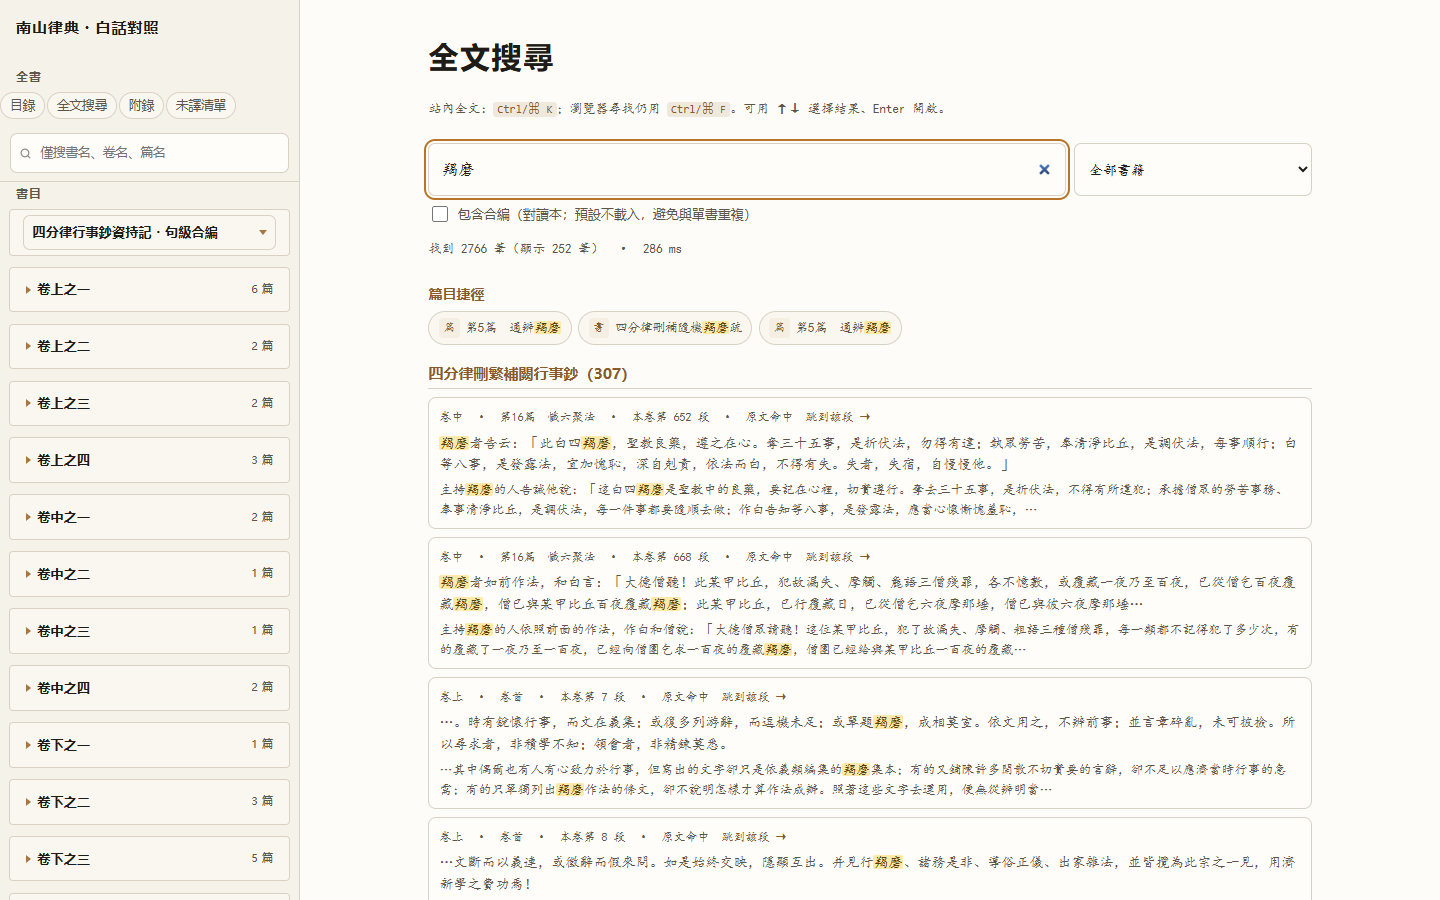 南山律典・白話對照
全書
目錄 全文搜尋 附錄 未譯清單
僅搜書名、卷名、篇名
書目
四分律行事鈔資持記・句級合編
卷上之一 6 篇
卷上之二 2 篇
卷上之三 2 篇
卷上之四 3 篇
卷中之一 2 篇
卷中之二 1 篇
卷中之三 1 篇
卷中之四 2 篇
卷下之一 1 篇
卷下之二 3 篇
卷下之三 5 篇
全文搜尋
站內全文：Ctrl/⌘ K；瀏覽器尋找仍用 Ctrl/⌘ F。可用 ↑↓ 選擇結果、Enter 開啟。
羯磨
全部書籍
包含合編（對讀本；預設不載入，避免與單書重複）
找到 2766 筆（顯示 252 筆） • 286 ms
篇目捷徑
篇 第5篇 通辨羯磨 書 四分律刪補隨機羯磨疏 篇 第5篇 通辨羯磨
四分律刪繁補闕行事鈔（307）
卷中 • 第16篇 懺六聚法 • 本卷第 652 段 • 原文命中 跳到該段 →
羯磨者告云：「此白四羯磨，聖教良藥，遵之在心。奪三十五事，是折伏法，勿得有違；執眾勞苦，奉清淨比丘，是調伏法，每事順行；白
等八事，是發露法，宜加愧恥，深自剋責，依法而白，不得有失。失者，失宿，自慢慢他。」
主持羯磨的人告誡他說：「這白四羯磨是聖教中的良藥，要記在心裡，切實遵行。奪去三十五事，是折伏法，不得有所違犯；承擔僧眾的勞苦事務、
奉事清淨比丘，是調伏法，每一件事都要隨順去做；作白告知等八事，是發露法，應當心懷慚愧羞恥，…
卷中 • 第16篇 懺六聚法 • 本卷第 668 段 • 原文命中 跳到該段 →
羯磨者如前作法，和白言：「大德僧聽！此某甲比丘，犯故漏失、摩觸、麁語三僧殘罪，各不憶數，或覆藏一夜乃至百夜，已從僧乞百夜覆
藏羯磨，僧已與某甲比丘百夜覆藏羯磨；此某甲比丘，已行覆藏日，已從僧乞六夜摩那埵，僧已與彼六夜摩那埵…
主持羯磨的人依照前面的作法，作白和僧說：「大德僧眾請聽！這位某甲比丘，犯了故漏失、摩觸、粗語三種僧殘罪，每一類都不記得犯了多少次，有
的覆藏了一夜乃至一百夜，已經向僧團乞求一百夜的覆藏羯磨，僧團已經給與某甲比丘一百夜的覆藏…
卷上 • 卷首 • 本卷第 7 段 • 原文命中 跳到該段 →
…。時有銳懷行事，而文在義集；或復多列游辭，而逗機未足；或單題羯磨，成相莫宣。依文用之，不辨前事；並言章碎亂，未可披撿。所
以尋求者，非積學不知；領會者，非精鍊莫悉。
…其中偶爾也有人有心致力於行事，但寫出的文字卻只是依義類編集的羯磨集本；有的又鋪陳許多閒散不切實要的言辭，卻不足以應濟當時行事的急
需；有的只單獨列出羯磨作法的條文，卻不說明怎樣才算作法成辦。照著這些文字去運用，便無從辨明當…
卷上 • 卷首 • 本卷第 8 段 • 原文命中 跳到該段 →
…文斷而以義連，或徵辭而假來問。如是始終交映，隱顯互出。并見行羯磨、諸務是非、導俗正儀、出家雜法，並皆攬為此宗之一見，用濟
新學之費功焉！